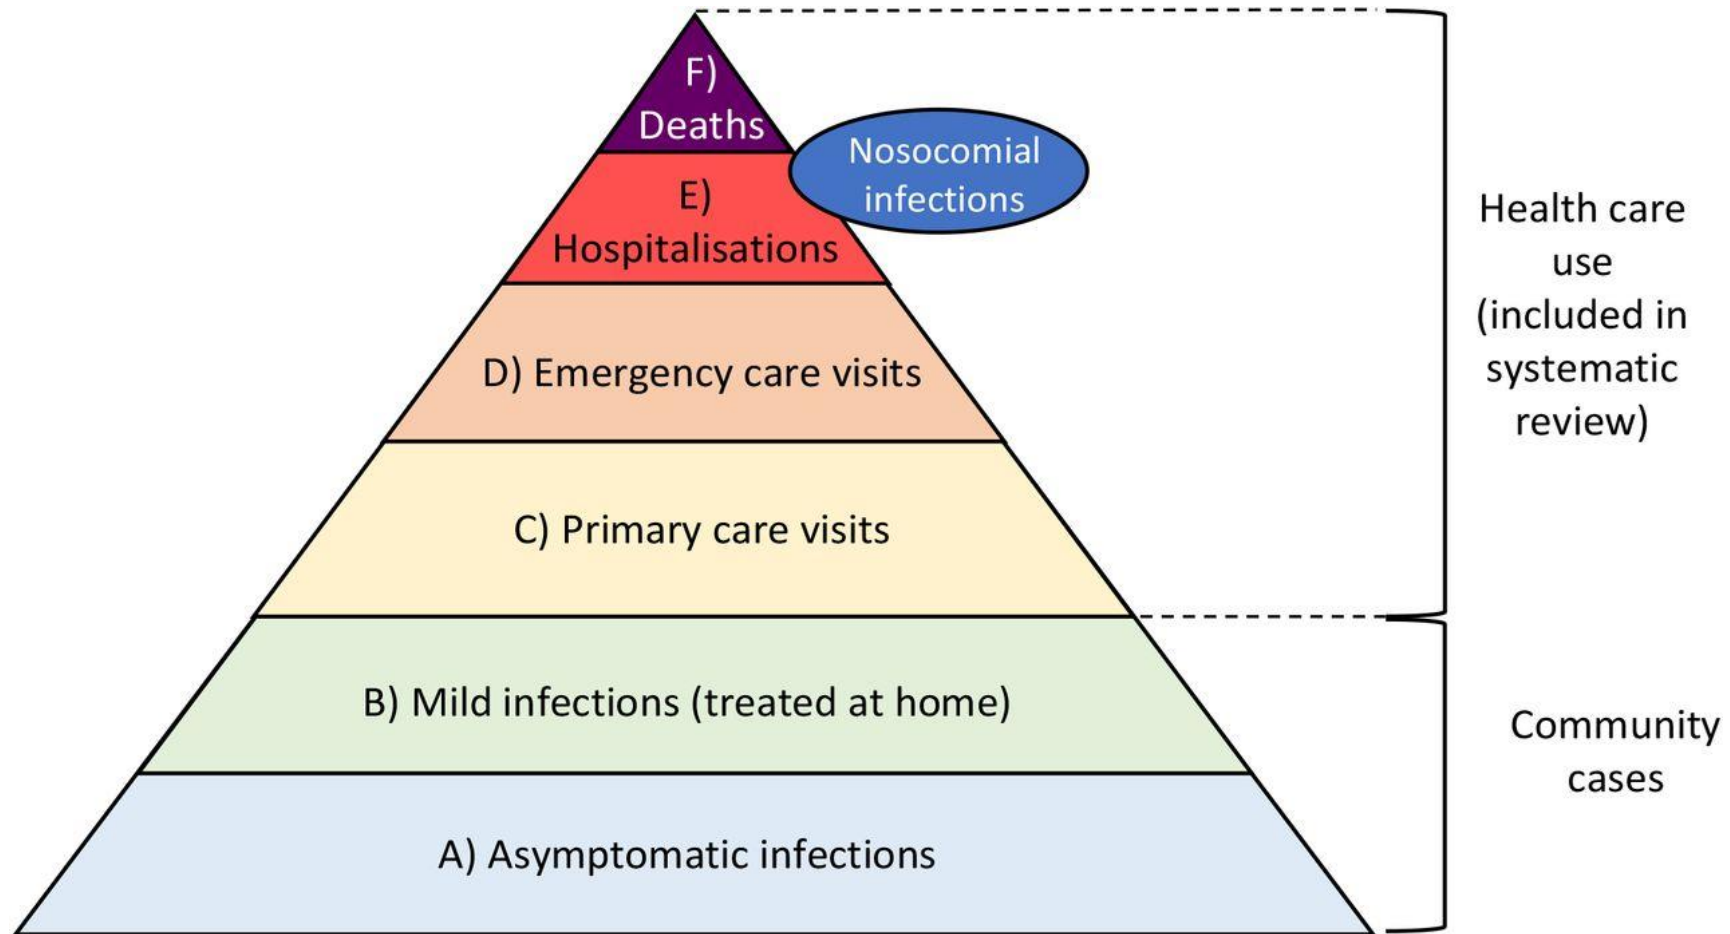 F)
Deaths
Nosocomial
infections
E)
Hospitalisations
D) Emergency care visits
C) Primary care visits
B) Mild infections (treated at home)
A) Asymptomatic infections
Health care
use
(included in
systematic
review)
Community
cases